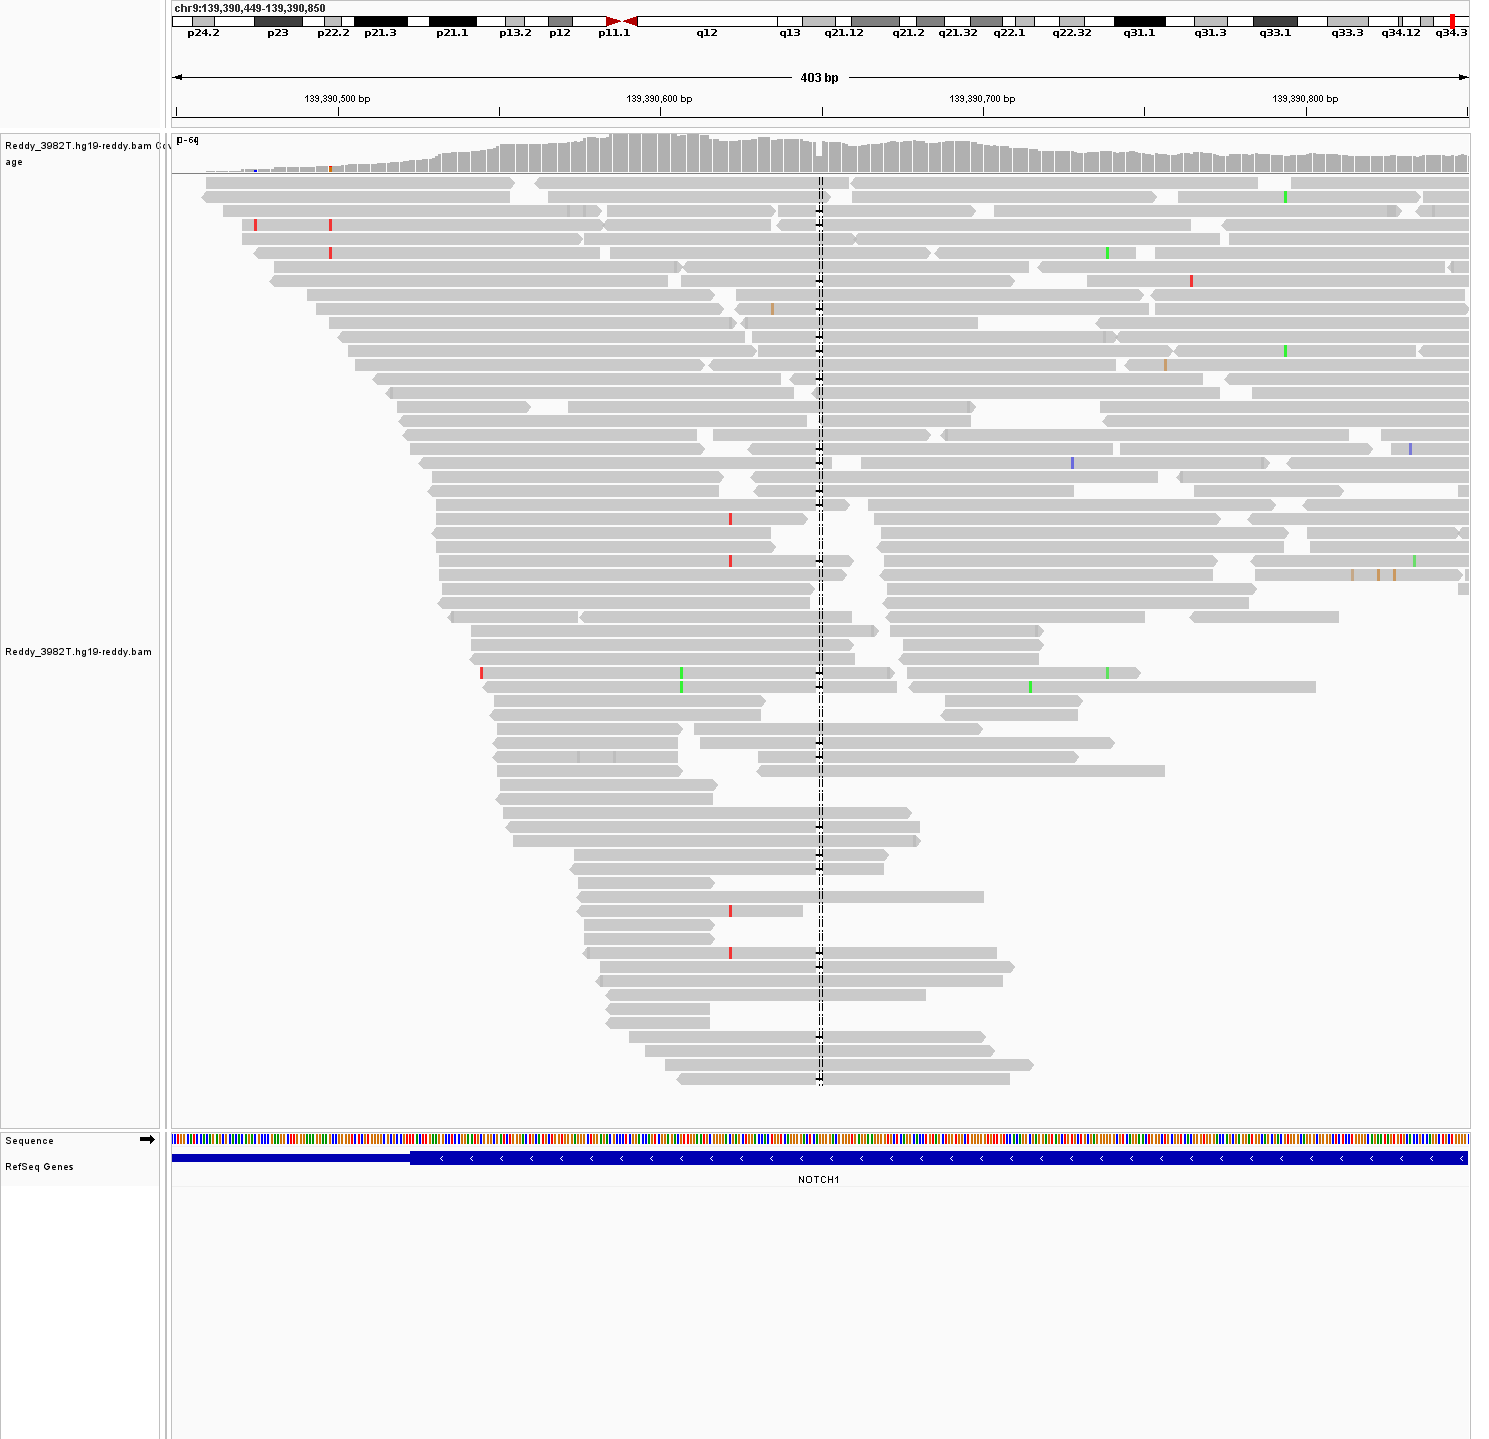 chr9:139,390,449-139,390,850
p24.2 p23 p22.2 p21.3 p21.1 p13.2 p12 p11.1 q12 q13 q21.12 q21.2 q21.32 q22.1 q22.32 q31.1 q31.3 q33.1 q33.3 q34.12 q34.3
403 bp
139,390,500 bp 139,390,600 bp 139,390,700 bp 139,390,800 bp
Reddy_3982T.hg19-reddy.bam Cov
age
Reddy_3982T.hg19-reddy.bam
Sequence
RefSeq Genes
NOTCH1